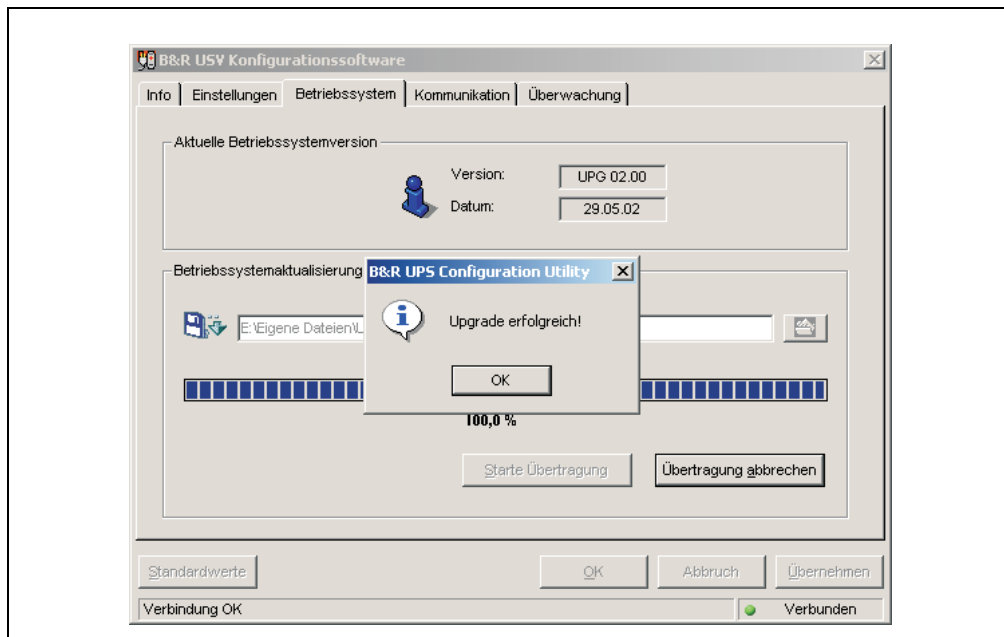 B&R USV Konfigurationssoftware
Info Einstellungen Betriebssystem Kommunikation Überwachung
Aktuelle Betriebssystemversion
Version: UPG 02.00
Datum: 29.05.02
Betriebssystemaktualisierung
B&R UPS Configuration Utility
Upgrade erfolgreich!
E:\Eigene Dateien\L
OK
100,0 %
Starte Übertragung Übertragung abbrechen
Standardwerte OK Abbruch Übernehmen
Verbindung OK Verbunden